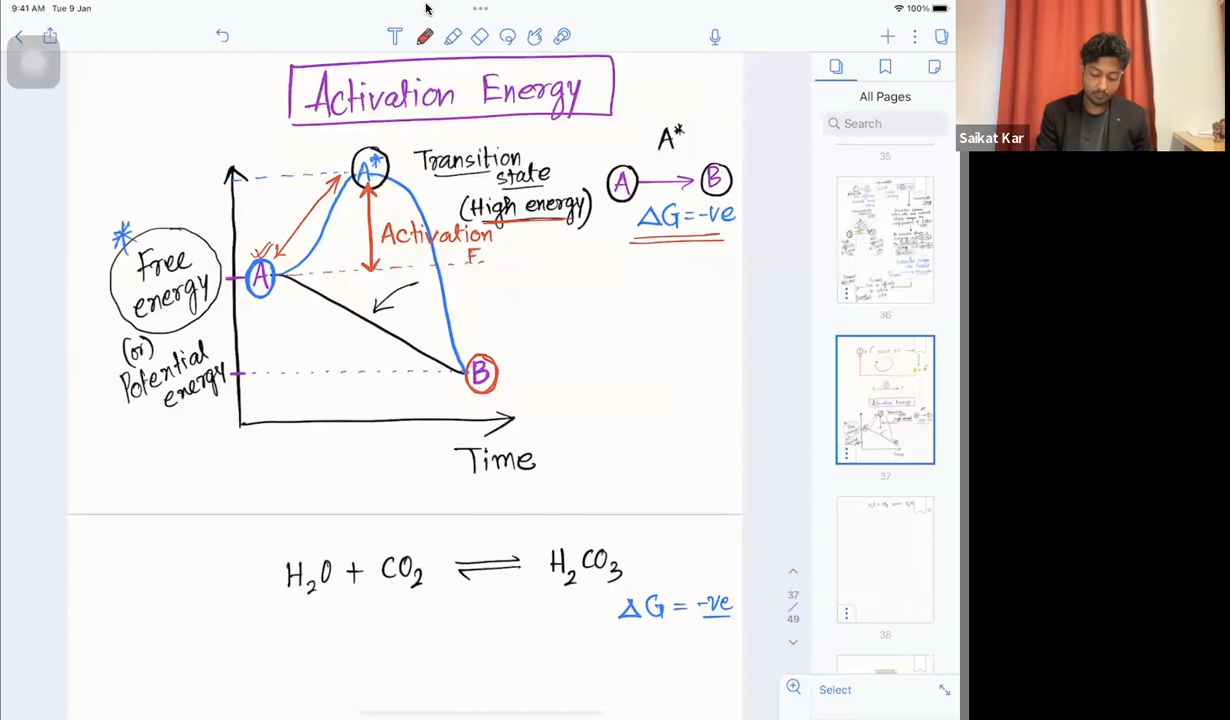 9:41 AM Tue 9 Jan
100%
Activation Energy
All Pages
Search
Saikat Kar
A*
A*
Transition
state
(High energy)
A → B
ΔG = -ve
Activation
E.
*
Free
energy
(or)
Potential
energy
A
B
Time
H₂O + CO₂ ⇌ H₂CO₃
ΔG = -ve
35
36
37
38
37
/
49
Select